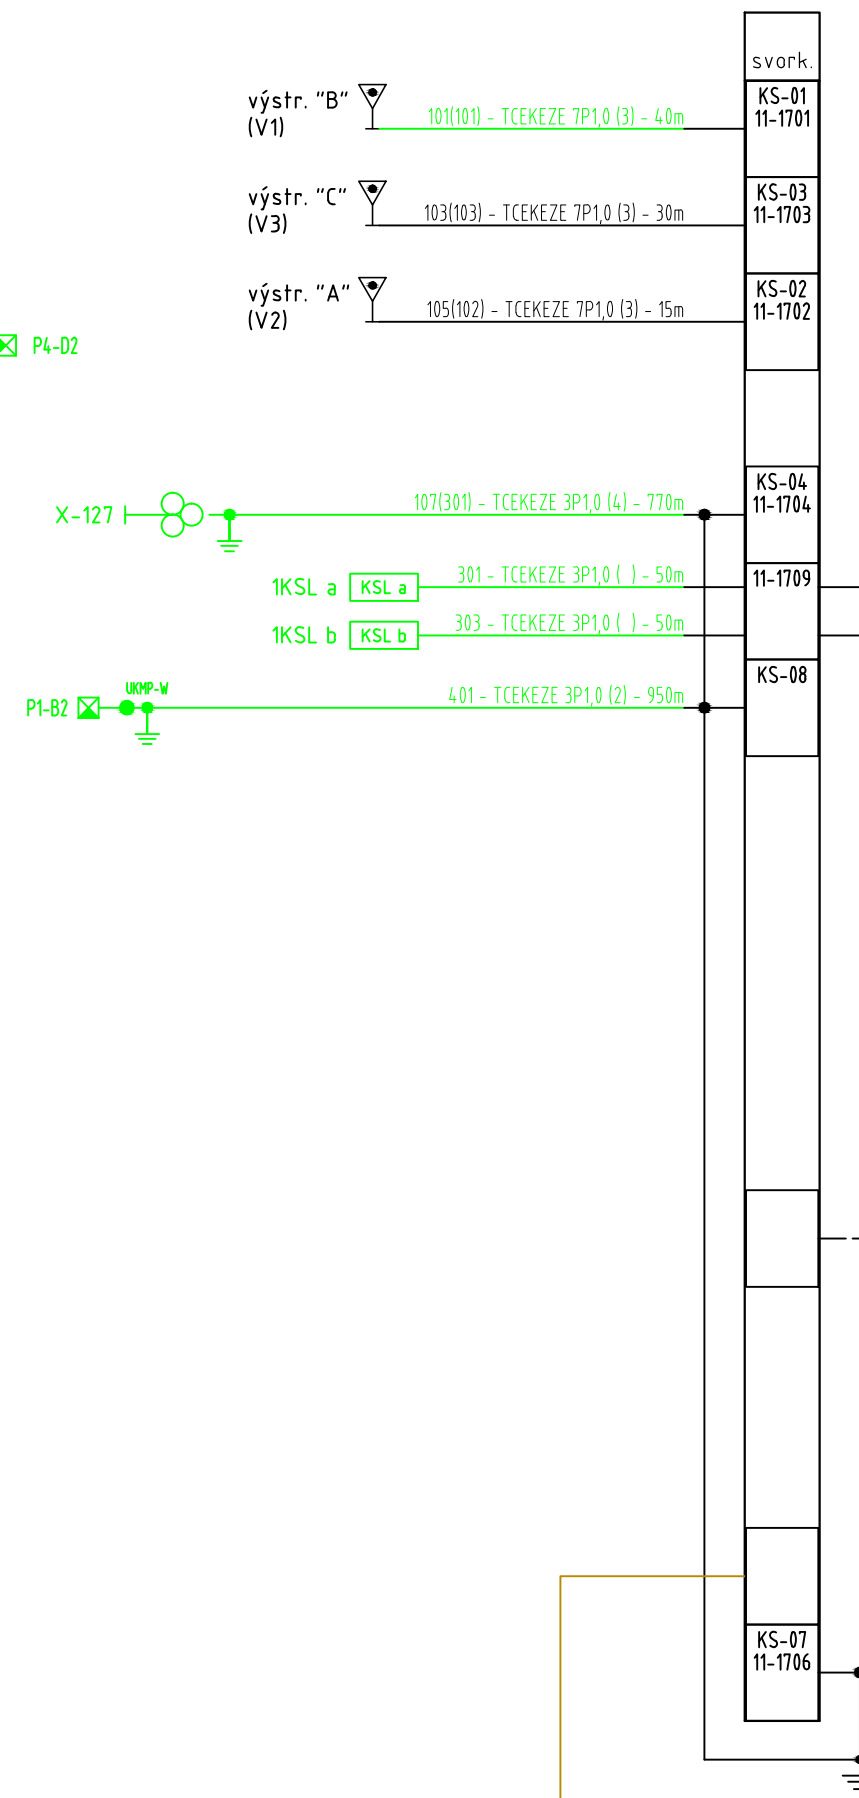 svork.
výstr. "B"
(V1)
101(101) - TCEKEZE 7P1,0 (3) - 40m
KS-01
11-1701
výstr. "C"
(V3)
103(103) - TCEKEZE 7P1,0 (3) - 30m
KS-03
11-1703
výstr. "A"
(V2)
105(102) - TCEKEZE 7P1,0 (3) - 15m
KS-02
11-1702
P4-D2
X-127
107(301) - TCEKEZE 3P1,0 (4) - 770m
KS-04
11-1704
1KSL a
KSL a
301 - TCEKEZE 3P1,0 ( ) - 50m
11-1709
1KSL b
KSL b
303 - TCEKEZE 3P1,0 ( ) - 50m
P1-B2
UKMP-W
401 - TCEKEZE 3P1,0 (2) - 950m
KS-08
KS-07
11-1706